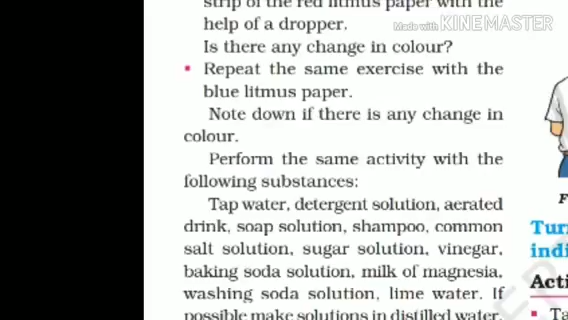 strip of the red litmus paper with the
help of a dropper.
Made with KINEMASTER
Is there any change in colour?
• Repeat the same exercise with the
blue litmus paper.
Note down if there is any change in
colour.
Perform the same activity with the
following substances:
Tap water, detergent solution, aerated
drink, soap solution, shampoo, common
salt solution, sugar solution, vinegar,
baking soda solution, milk of magnesia,
washing soda solution, lime water. If
possible make solutions in distilled water.
F
Turn
indi
Acti
• Ta